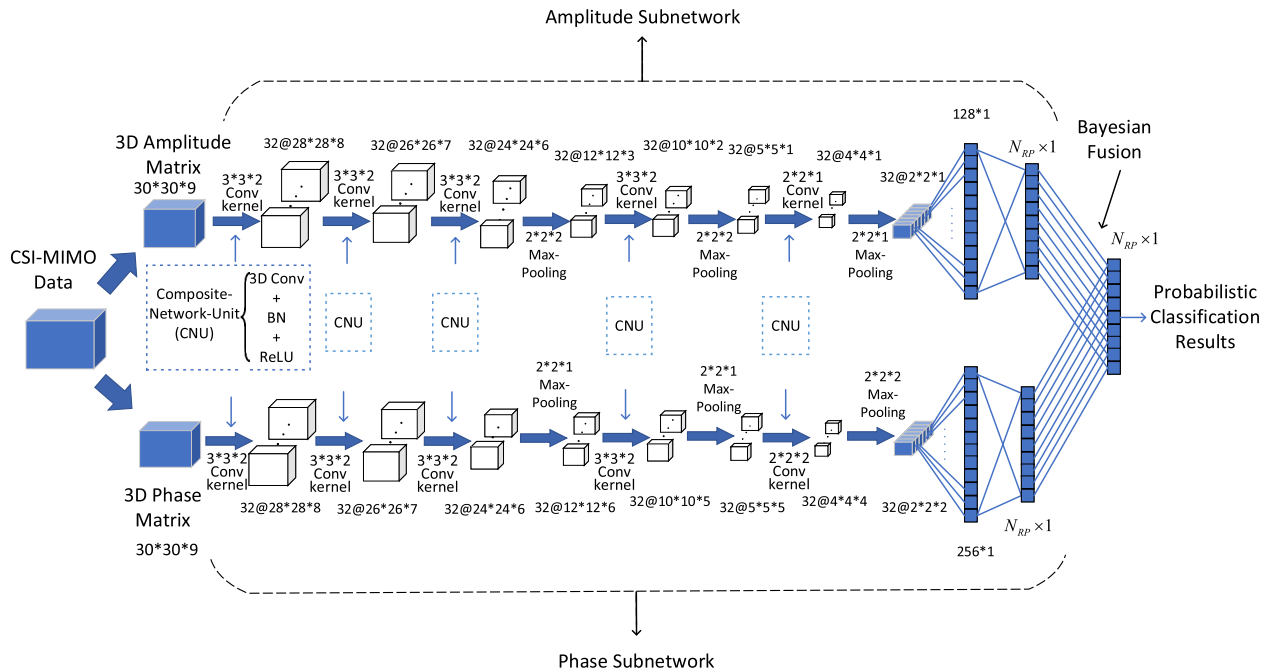 Amplitude Subnetwork
3D Amplitude
Matrix
30*30*9
3*3*2
Conv
kernel
32@28*28*8
3*3*2
Conv
kernel
32@26*26*7
3*3*2
Conv
kernel
32@24*24*6
2*2*2
Max-
Pooling
32@12*12*3
3*3*2
Conv
kernel
32@10*10*2
2*2*2
Max-
Pooling
32@5*5*1
2*2*1
Conv
kernel
32@4*4*1
2*2*1
Max-
Pooling
32@2*2*1
128*1
N_RP ×1
Bayesian
Fusion
N_RP ×1
CSI-MIMO
Data
Composite-
Network-Unit
(CNU)
3D Conv
+
BN
+
ReLU
CNU
CNU
CNU
CNU
Probabilistic
Classification
Results
3D Phase
Matrix
30*30*9
3*3*2
Conv
kernel
32@28*28*8
3*3*2
Conv
kernel
32@26*26*7
3*3*2
Conv
kernel
32@24*24*6
2*2*1
Max-
Pooling
32@12*12*6
3*3*2
Conv
kernel
32@10*10*5
2*2*1
Max-
Pooling
32@5*5*5
2*2*2
Conv
kernel
32@4*4*4
2*2*2
Max-
Pooling
32@2*2*2
256*1
N_RP ×1
Phase Subnetwork